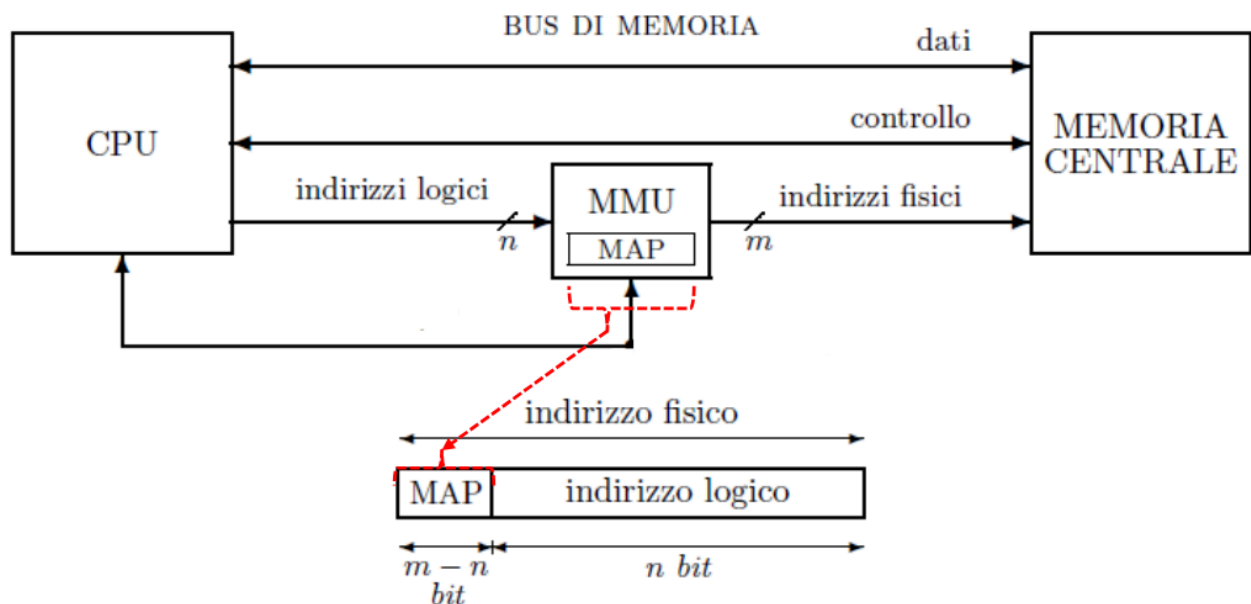 BUS DI MEMORIA
dati
controllo
CPU
MEMORIA
CENTRALE
indirizzi logici
MMU
indirizzi fisici
n
MAP
m
indirizzo fisico
MAP
indirizzo logico
m − n
bit
n bit